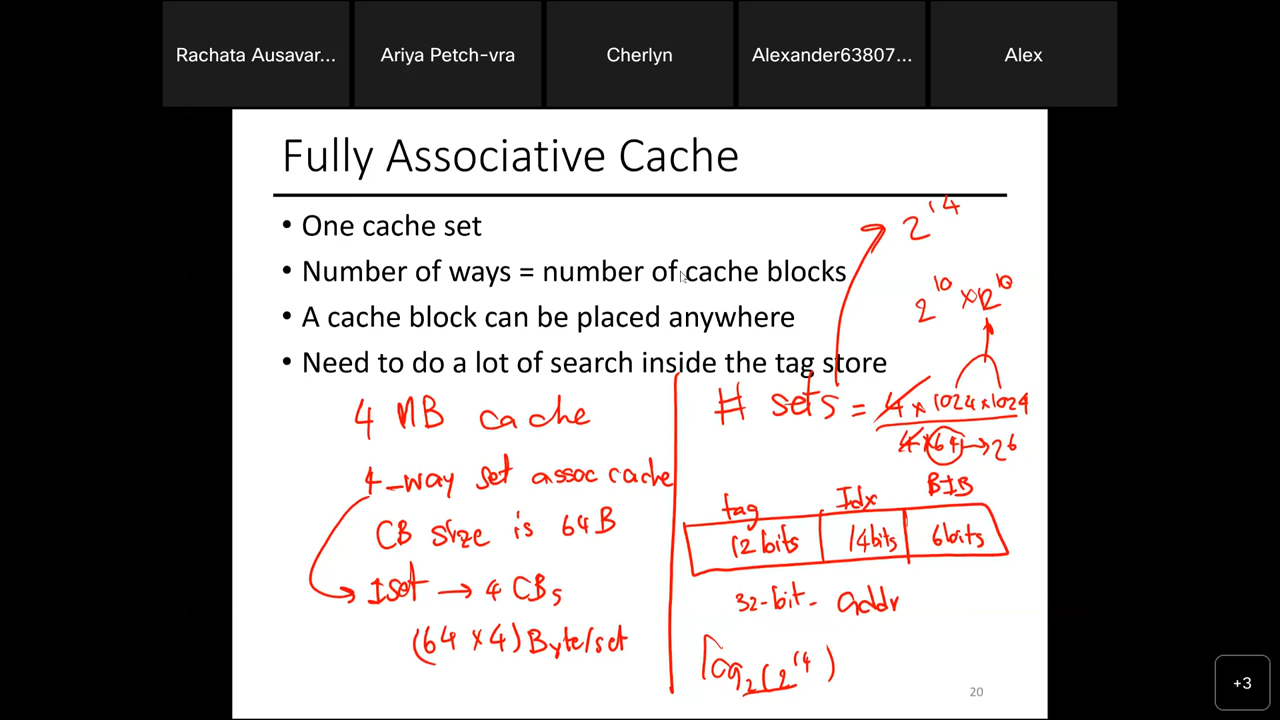 Rachata Ausavar...
Ariya Petch-vra
Cherlyn
Alexander63807...
Alex
Fully Associative Cache
• One cache set
• Number of ways = number of cache blocks
• A cache block can be placed anywhere
• Need to do a lot of search inside the tag store
4 MB cache
4-way set assoc cache
CB size is 64B
1 set → 4 CBs
(64 × 4) Byte/set
2^14
2^10 × 2^10
# sets = 4 × 1024 × 1024
4 × 64 → 2^6
tag Idx BIB
12 bits 14 bits 6 bits
32-bit- addr
log2(2^14)
20
+3